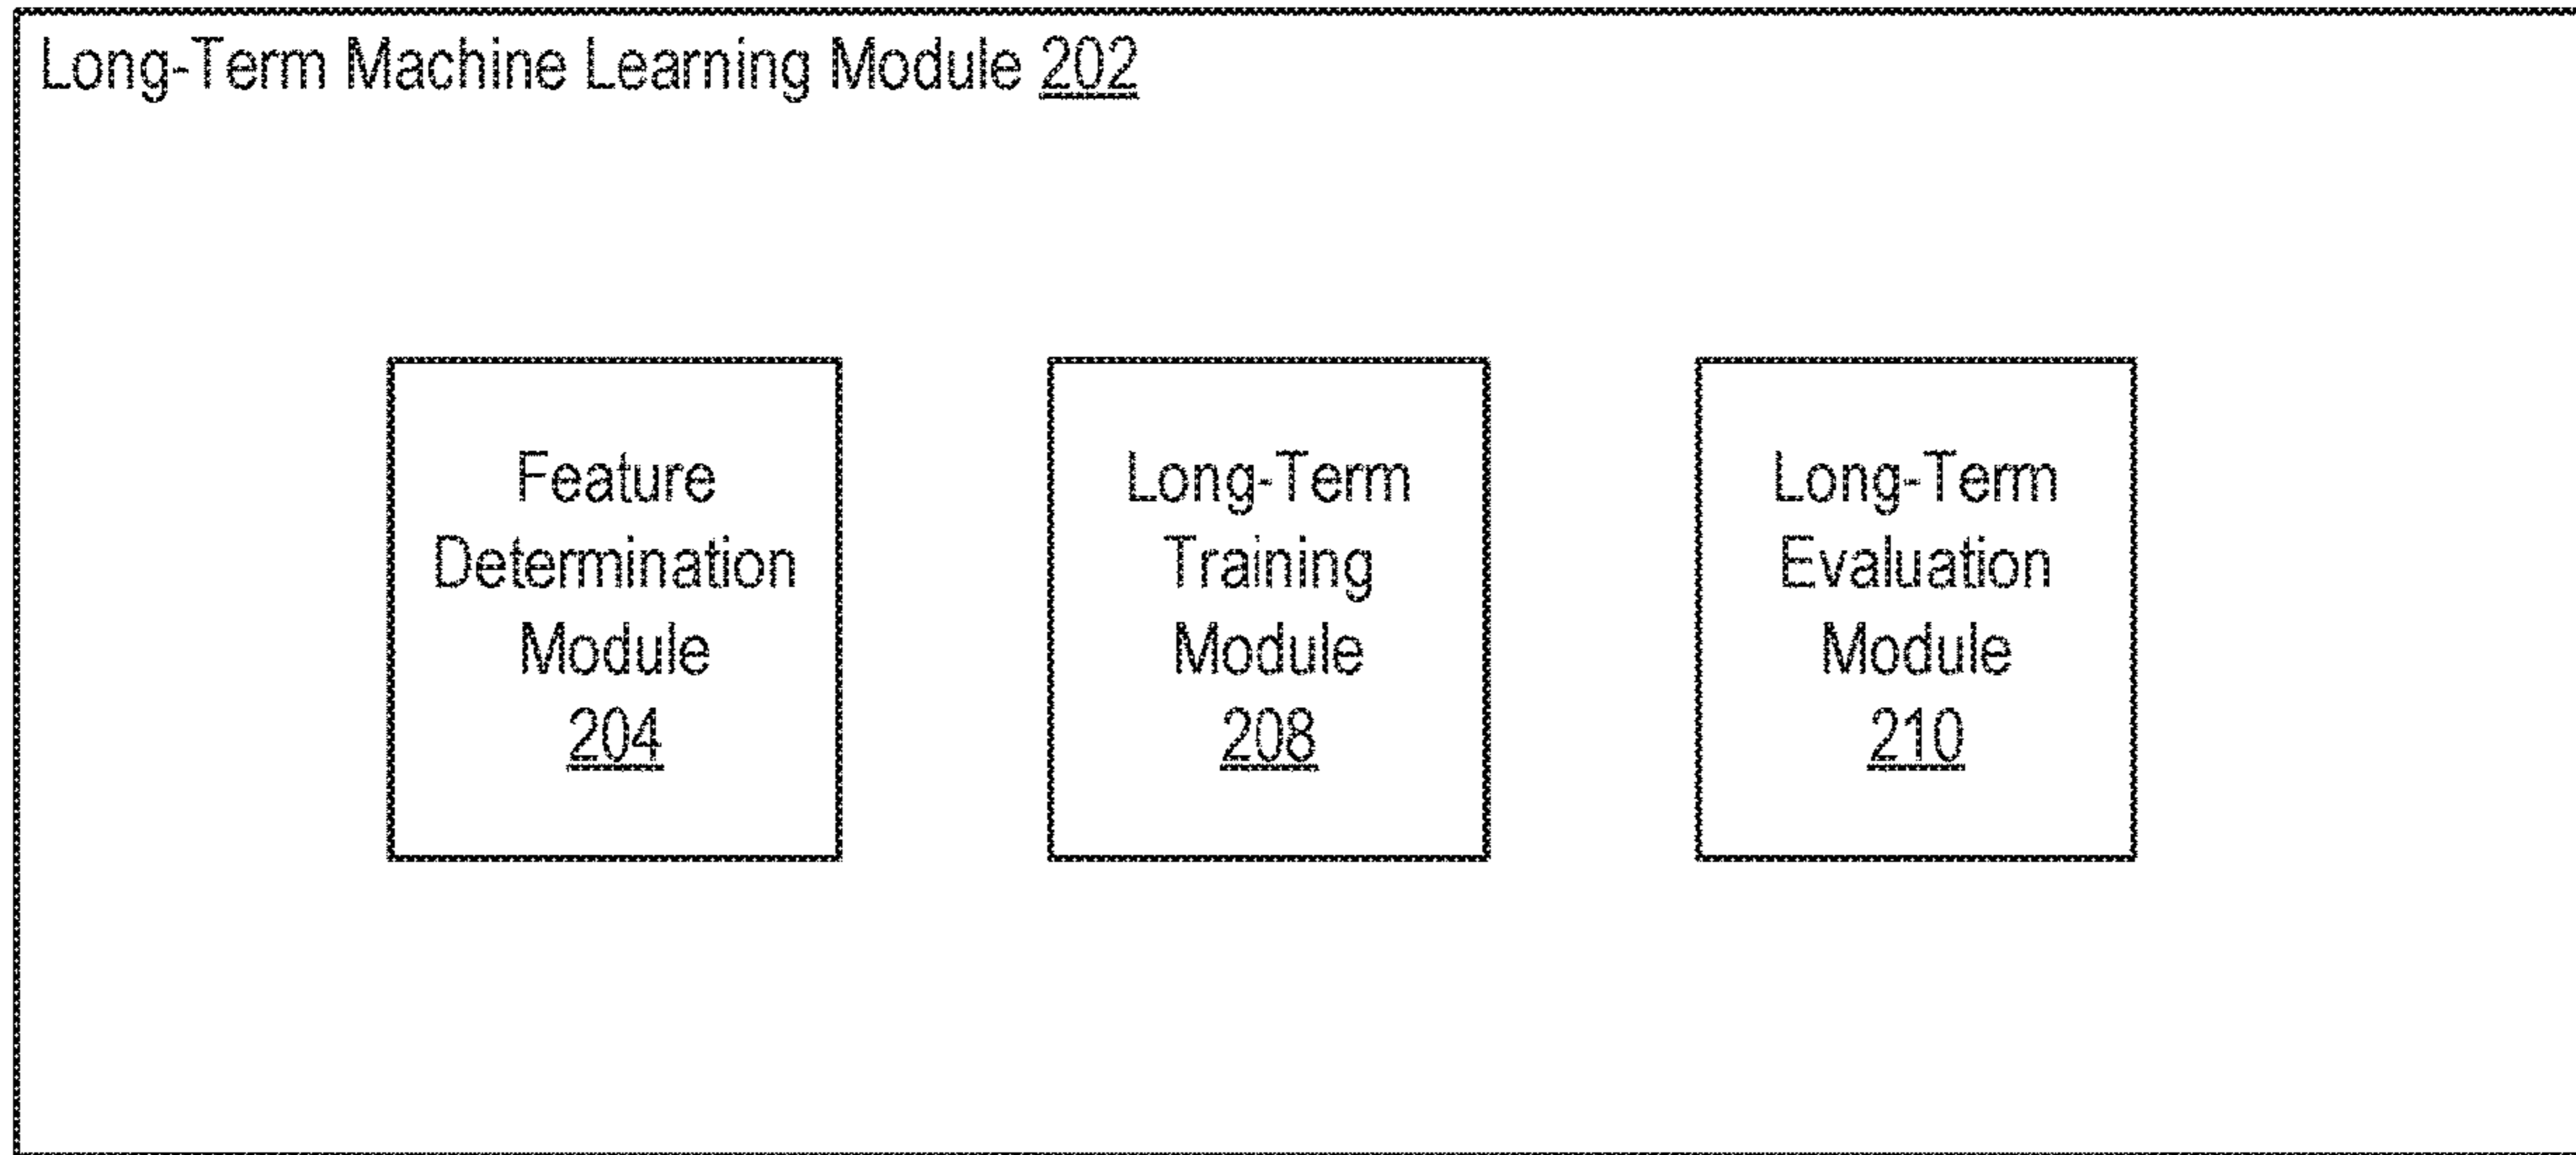 Long-Term Machine Learning Module 202
Feature
Determination
Module
204
Long-Term
Training
Module
208
Long-Term
Evaluation
Module
210